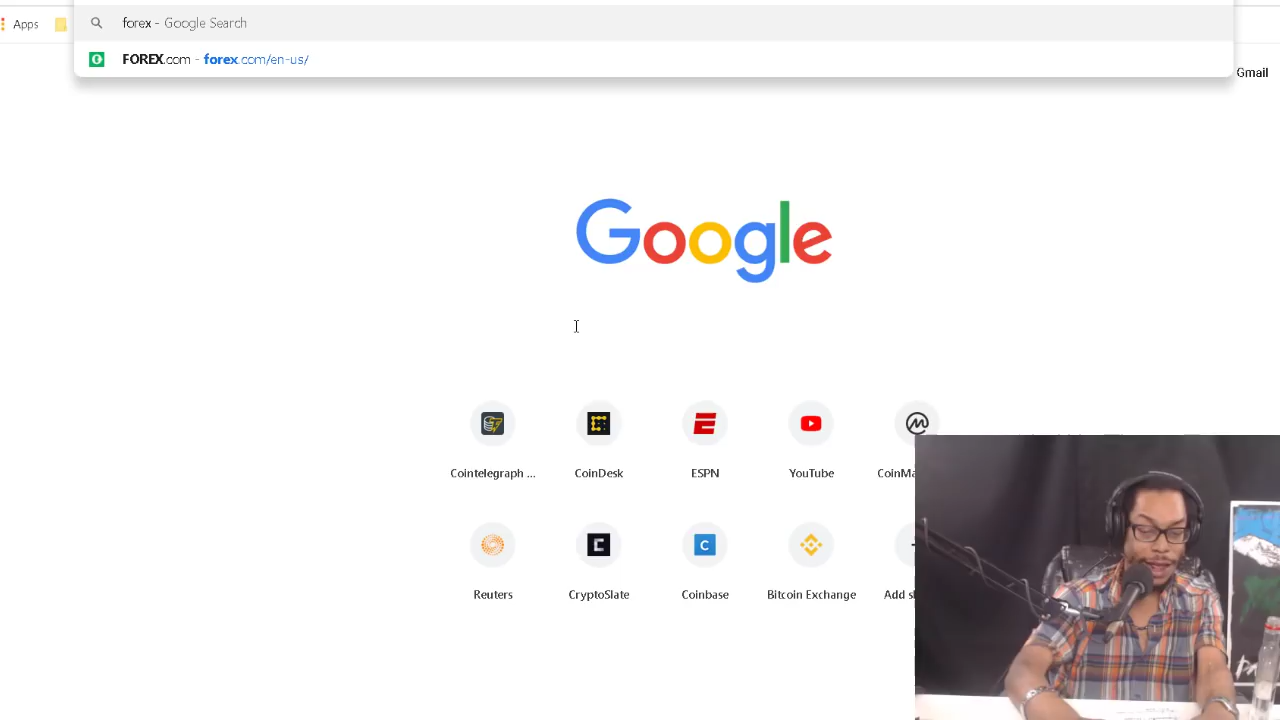 forex - Google Search
Apps
FOREX.com - forex.com/en-us/
Gmail
Google
Cointelegraph ...
CoinDesk
ESPN
YouTube
CoinMa
Reuters
CryptoSlate
Coinbase
Bitcoin Exchange
Add s